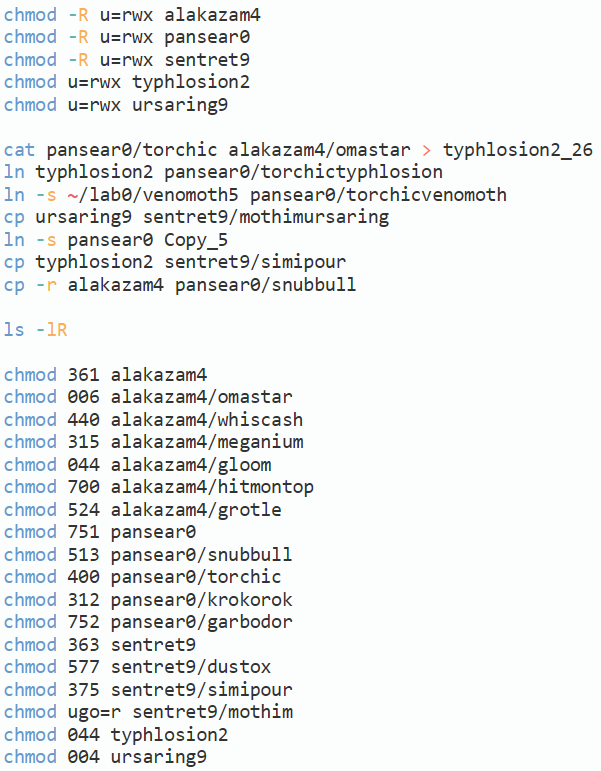 chmod -R u=rwx alakazam4
chmod -R u=rwx pansear0
chmod -R u=rwx sentret9
chmod u=rwx typhlosion2
chmod u=rwx ursaring9
cat pansear0/torchic alakazam4/omastar > typhlosion2_26
ln typhlosion2 pansear0/torchictyphlosion
ln -s ~/lab0/venomoth5 pansear0/torchicvenomoth
cp ursaring9 sentret9/mothimursaring
ln -s pansear0 Copy_5
cp typhlosion2 sentret9/simipour
cp -r alakazam4 pansear0/snubbull
ls -lR
chmod 361 alakazam4
chmod 006 alakazam4/omastar
chmod 440 alakazam4/whiscash
chmod 315 alakazam4/meganium
chmod 044 alakazam4/gloom
chmod 700 alakazam4/hitmontop
chmod 524 alakazam4/grotle
chmod 751 pansear0
chmod 513 pansear0/snubbull
chmod 400 pansear0/torchic
chmod 312 pansear0/krokorok
chmod 752 pansear0/garbodor
chmod 363 sentret9
chmod 577 sentret9/dustox
chmod 375 sentret9/simipour
chmod ugo=r sentret9/mothim
chmod 044 typhlosion2
chmod 004 ursaring9